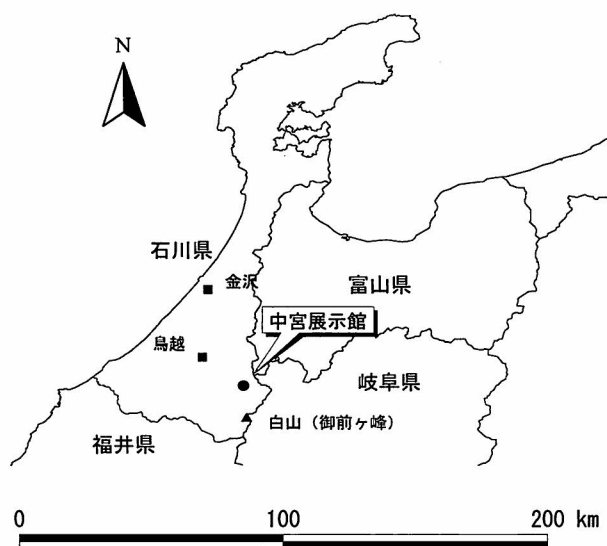 N
石川県
金沢
富山県
中宮展示館
鳥越
岐阜県
白山（御前ヶ峰）
福井県
0 100 200 km